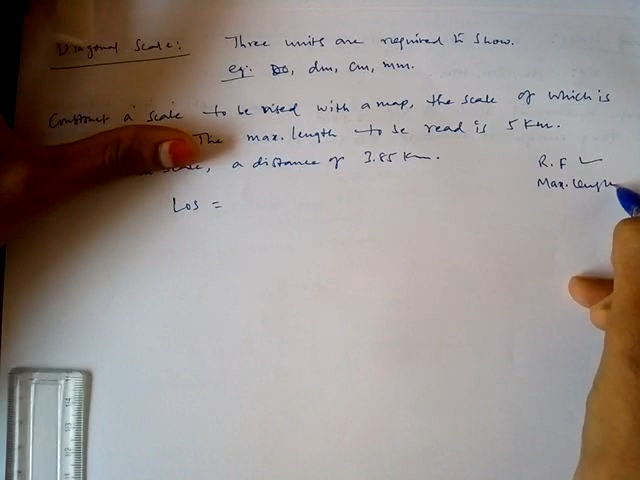 Diagonal Scale: Three units are required to show.
eg: dm, cm, mm.
Construct a scale to be used with a map, the scale of which is
The max. length to be read is 5 km.
scale, a distance of 3.85 km.
R.F ✓
Max. length
LOS =